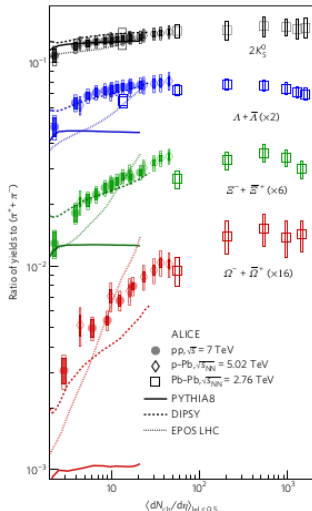 10⁻¹
2K⁰S
Λ + Λ̅ (×2)
Ξ⁻ + Ξ̅⁺ (×6)
10⁻²
Ω⁻ + Ω̅⁺ (×16)
Ratio of yields to (π⁺ + π⁻)
ALICE
pp, √s = 7 TeV
p–Pb, √sNN = 5.02 TeV
Pb–Pb, √sNN = 2.76 TeV
PYTHIA8
DIPSY
EPOS LHC
10⁻³
10 10² 10³
⟨dNch/dη⟩|η|<0.5